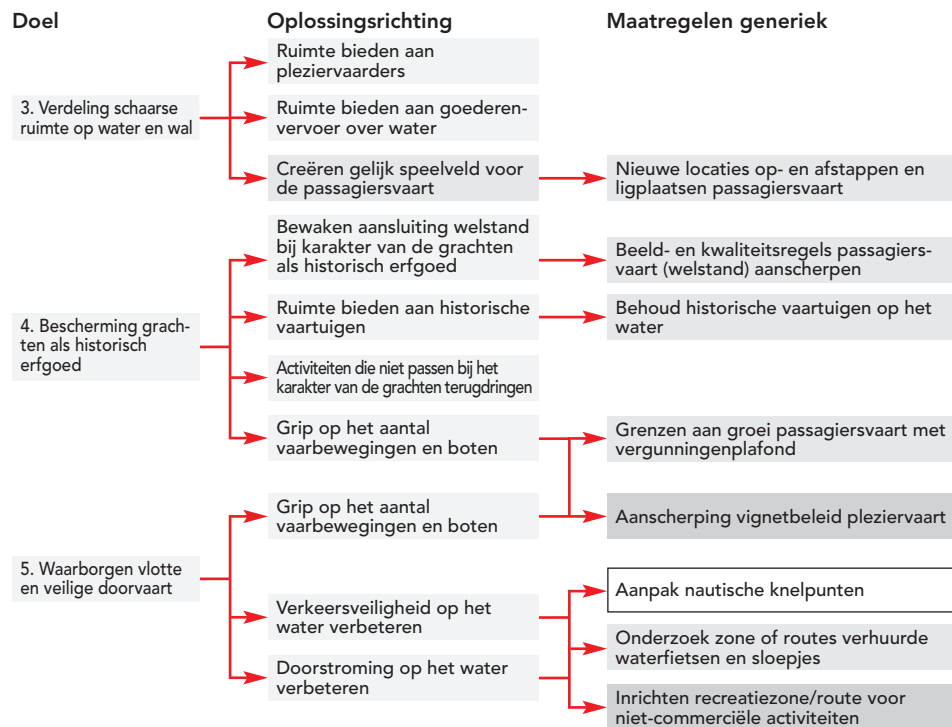 Doel
Oplossingsrichting
Maatregelen generiek
3. Verdeling schaarse
ruimte op water en wal
Ruimte bieden aan
pleziervaarders
Ruimte bieden aan goederen-
vervoer over water
Creëren gelijk speelveld voor
de passagiersvaart
Nieuwe locaties op- en afstappen en
ligplaatsen passagiersvaart
4. Bescherming grach-
ten als historisch
erfgoed
Bewaken aansluiting welstand
bij karakter van de grachten
als historisch erfgoed
Beeld- en kwaliteitsregels passagiers-
vaart (welstand) aanscherpen
Ruimte bieden aan historische
vaartuigen
Behoud historische vaartuigen op het
water
Activiteiten die niet passen bij het
karakter van de grachten terugdringen
Grip op het aantal
vaarbewegingen en boten
Grenzen aan groei passagiersvaart met
vergunningenplafond
5. Waarborgen vlotte
en veilige doorvaart
Grip op het aantal
vaarbewegingen en boten
Aanscherping vignetbeleid pleziervaart
Verkeersveiligheid op het
water verbeteren
Doorstroming op het water
verbeteren
Aanpak nautische knelpunten
Onderzoek zone of routes verhuurde
waterfietsen en sloepjes
Inrichten recreatiezone/route voor
niet-commerciële activiteiten